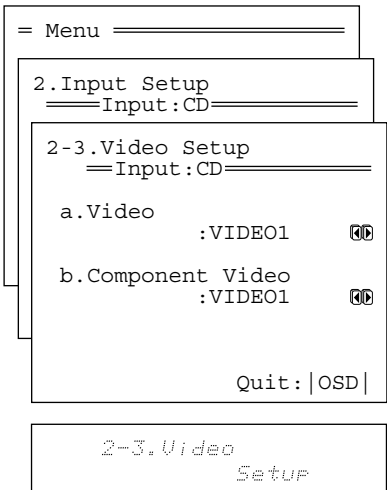 Menu
2.Input Setup
Input:CD
2-3.Video Setup
Input:CD
a.Video
:VIDEO1
b.Component Video
:VIDEO1
Quit:|OSD|
2-3.Video
Setup